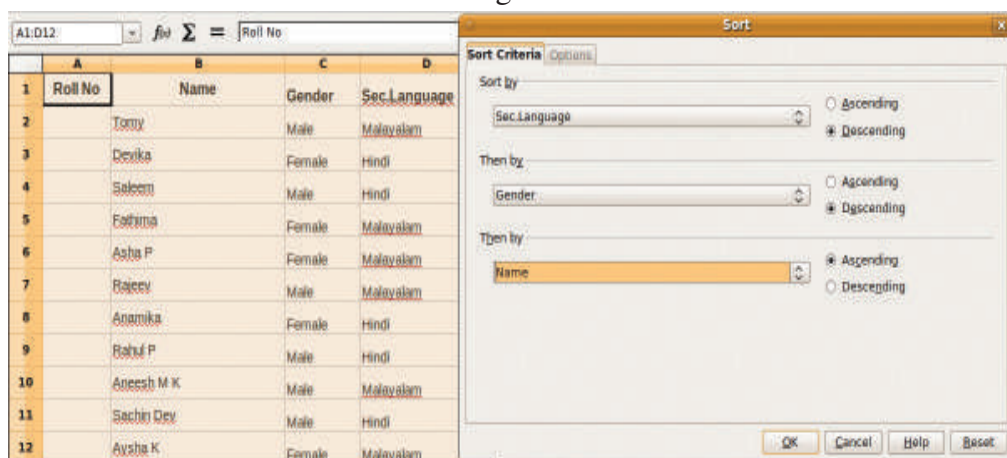 A1:D12 f(x) Σ = Roll No
A B C D
1 Roll No Name Gender Sec.Language
2 Tomy Male Malayalam
3 Devika Female Hindi
4 Saleem Male Hindi
5 Fathima Female Malayalam
6 Asha P Female Malayalam
7 Rajeev Male Malayalam
8 Anamika Female Hindi
9 Rahul P Male Hindi
10 Aneesh M K Male Malayalam
11 Sachin Dev Male Hindi
12 Aysha K Female Malayalam
Sort
Sort Criteria Options
Sort by
Sec.Language
Ascending
Descending
Then by
Gender
Ascending
Descending
Then by
Name
Ascending
Descending
OK Cancel Help Reset